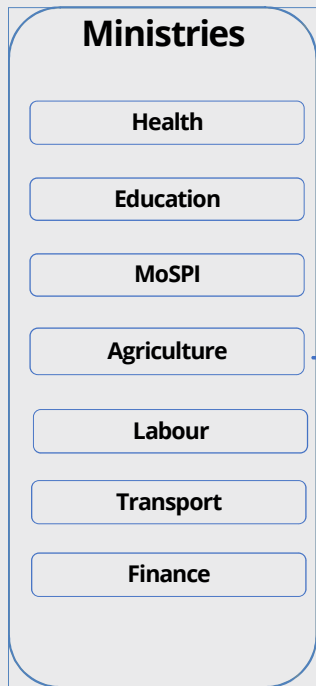 Ministries
Health
Education
MoSPI
Agriculture
Labour
Transport
Finance